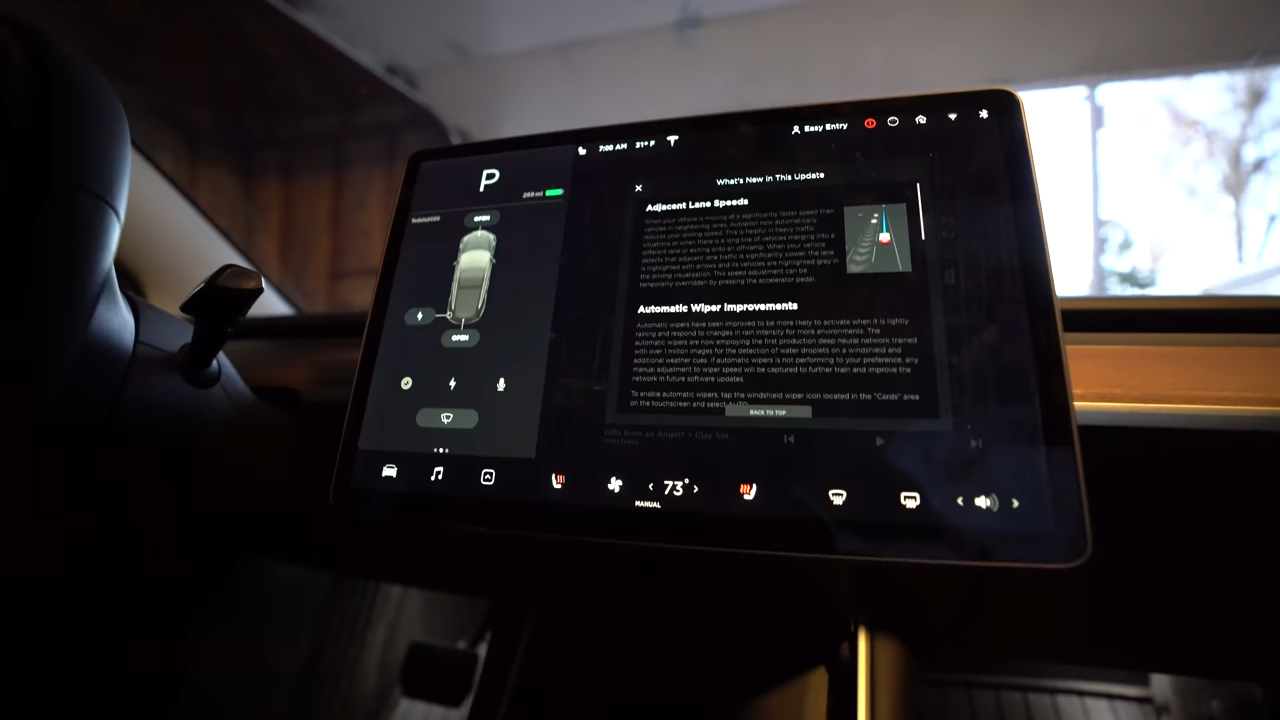 Easy Entry
7:00 AM 31°F
P
268 mi
What's New In This Update
OPEN
Adjacent Lane Speeds
When your vehicle is moving at a significantly faster speed than
vehicles in neighboring lanes, Autopilot now automatically
reduces your driving speed. This is helpful in heavy traffic
situations or when there is a long line of vehicles merging into a
different lane or exiting onto an offramp. When your vehicle
detects that adjacent lane traffic is significantly slower, the lane
is highlighted with arrows and its vehicles are highlighted gray in
the driving visualization. This speed adjustment can be
temporarily overridden by pressing the accelerator pedal.
Automatic Wiper Improvements
Automatic wipers have been improved to be more likely to activate when it is lightly
raining and respond to changes in rain intensity for more environments. The
automatic wipers are now employing the first production deep neural network trained
with over 1 million images for the detection of water droplets on a windshield and
additional weather cues. If automatic wipers is not performing to your preference, any
manual adjustment to wiper speed will be captured to further train and improve the
network in future software updates.
To enable automatic wipers, tap the windshield wiper icon located in the "Cards" area
on the touchscreen and select AUTO.
OPEN
BACK TO TOP
Gifts from an Angel? + Clay Sol...
73°
MANUAL